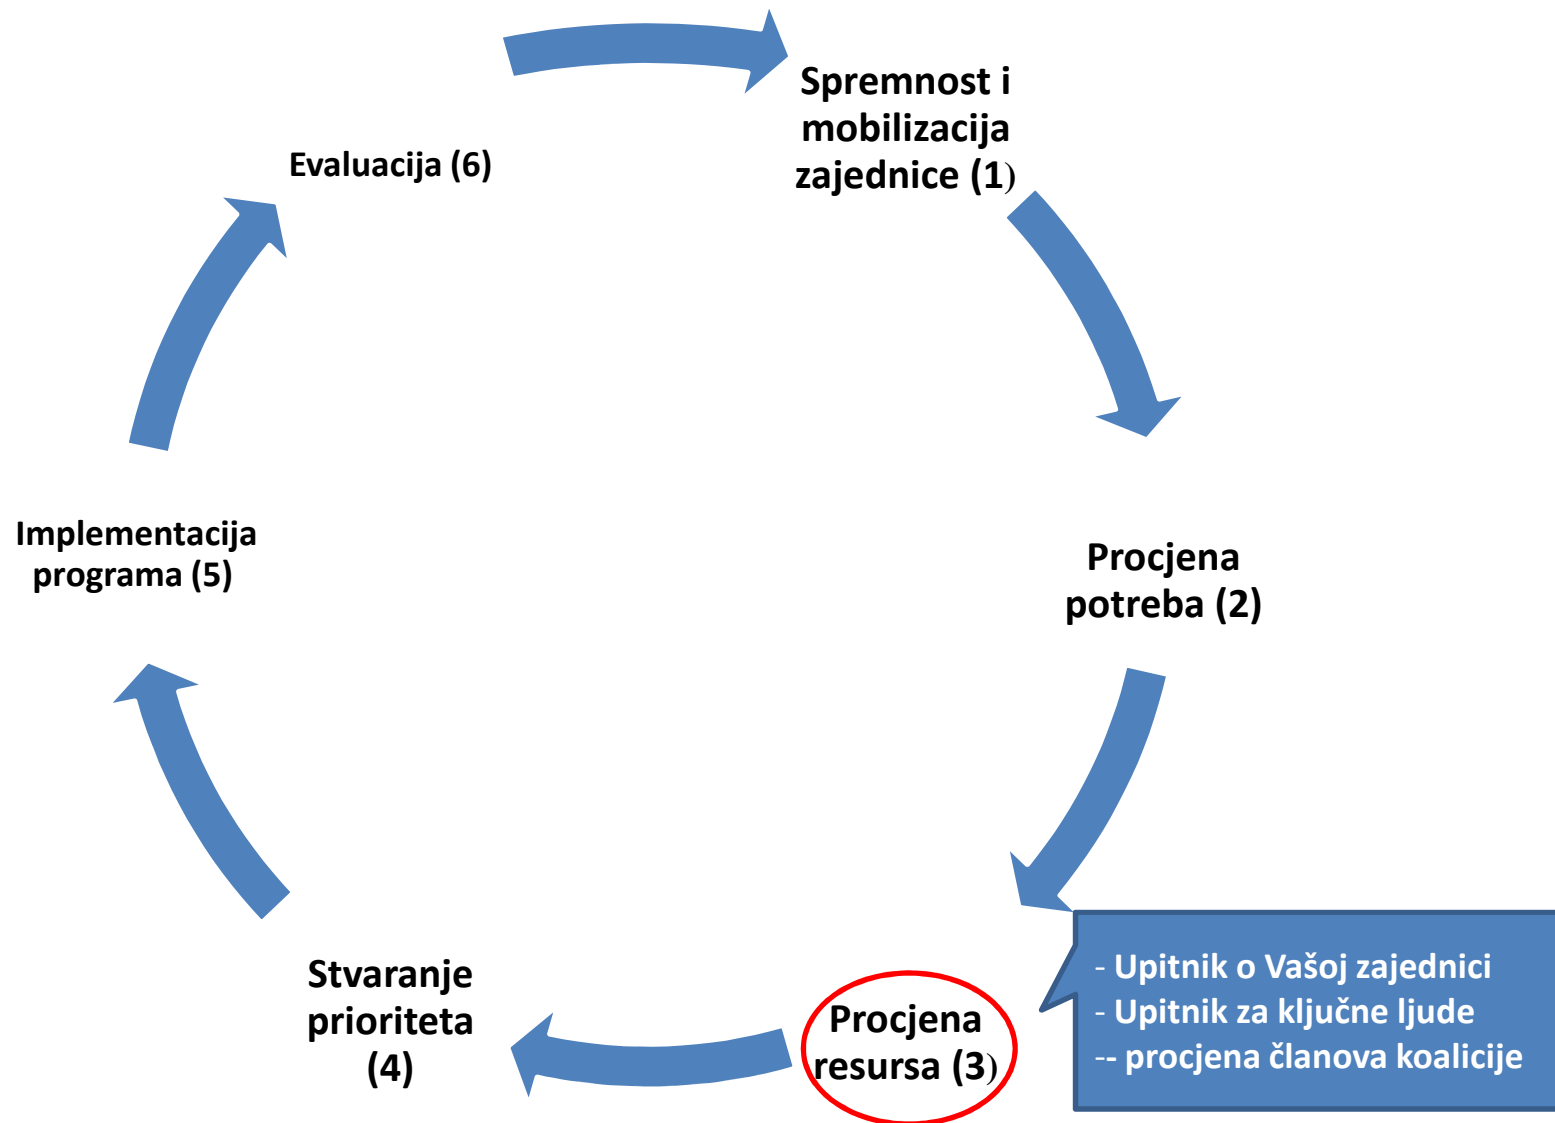 Spremnost i
mobilizacija
zajednice (1)
Evaluacija (6)
Procjena
potreba (2)
Implementacija
programa (5)
Stvaranje
prioriteta
(4)
Procjena
resursa (3)
- Upitnik o Vašoj zajednici
- Upitnik za ključne ljude
-- procjena članova koalicije